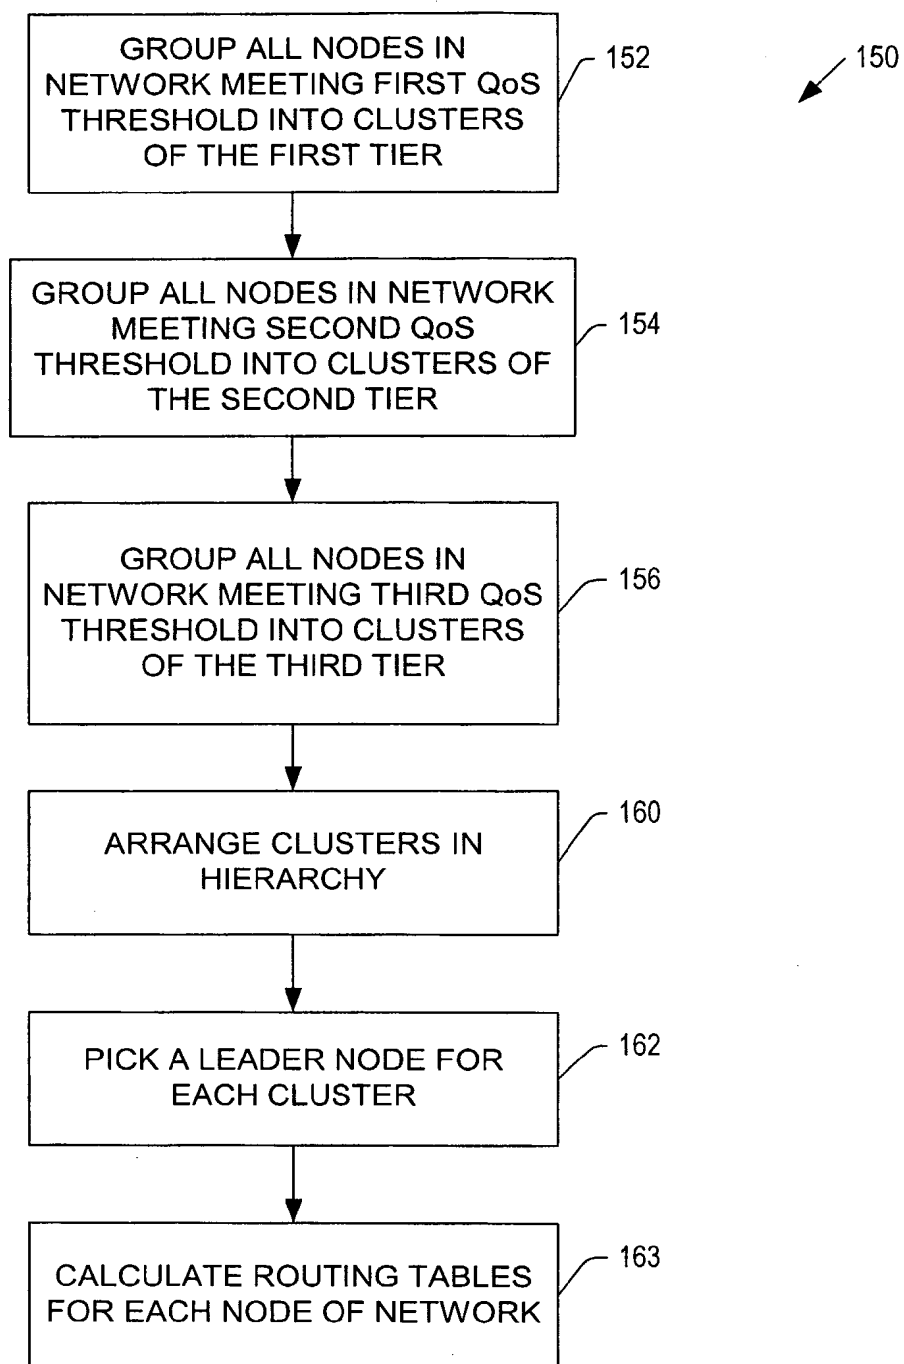 GROUP ALL NODES IN
NETWORK MEETING FIRST QoS
THRESHOLD INTO CLUSTERS
OF THE FIRST TIER
152
150
GROUP ALL NODES IN NETWORK
MEETING SECOND QoS
THRESHOLD INTO CLUSTERS OF
THE SECOND TIER
154
GROUP ALL NODES IN
NETWORK MEETING THIRD QoS
THRESHOLD INTO CLUSTERS
OF THE THIRD TIER
156
ARRANGE CLUSTERS IN
HIERARCHY
160
PICK A LEADER NODE FOR
EACH CLUSTER
162
CALCULATE ROUTING TABLES
FOR EACH NODE OF NETWORK
163